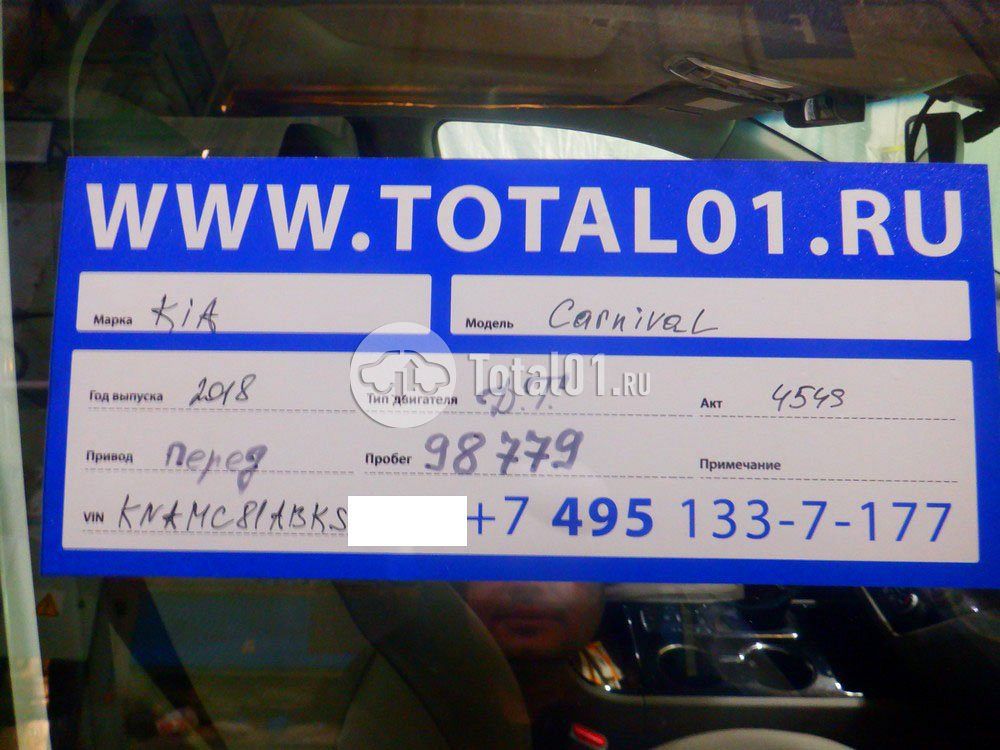 WWW.TOTAL01.RU
Марка KiA Модель Carnival
Total01.RU
Год выпуска 2018 Тип двигателя Д.Т. Акт 4549
Привод перед Пробег 98779 Примечание
VIN KNAMC81ABKS +7 495 133-7-177